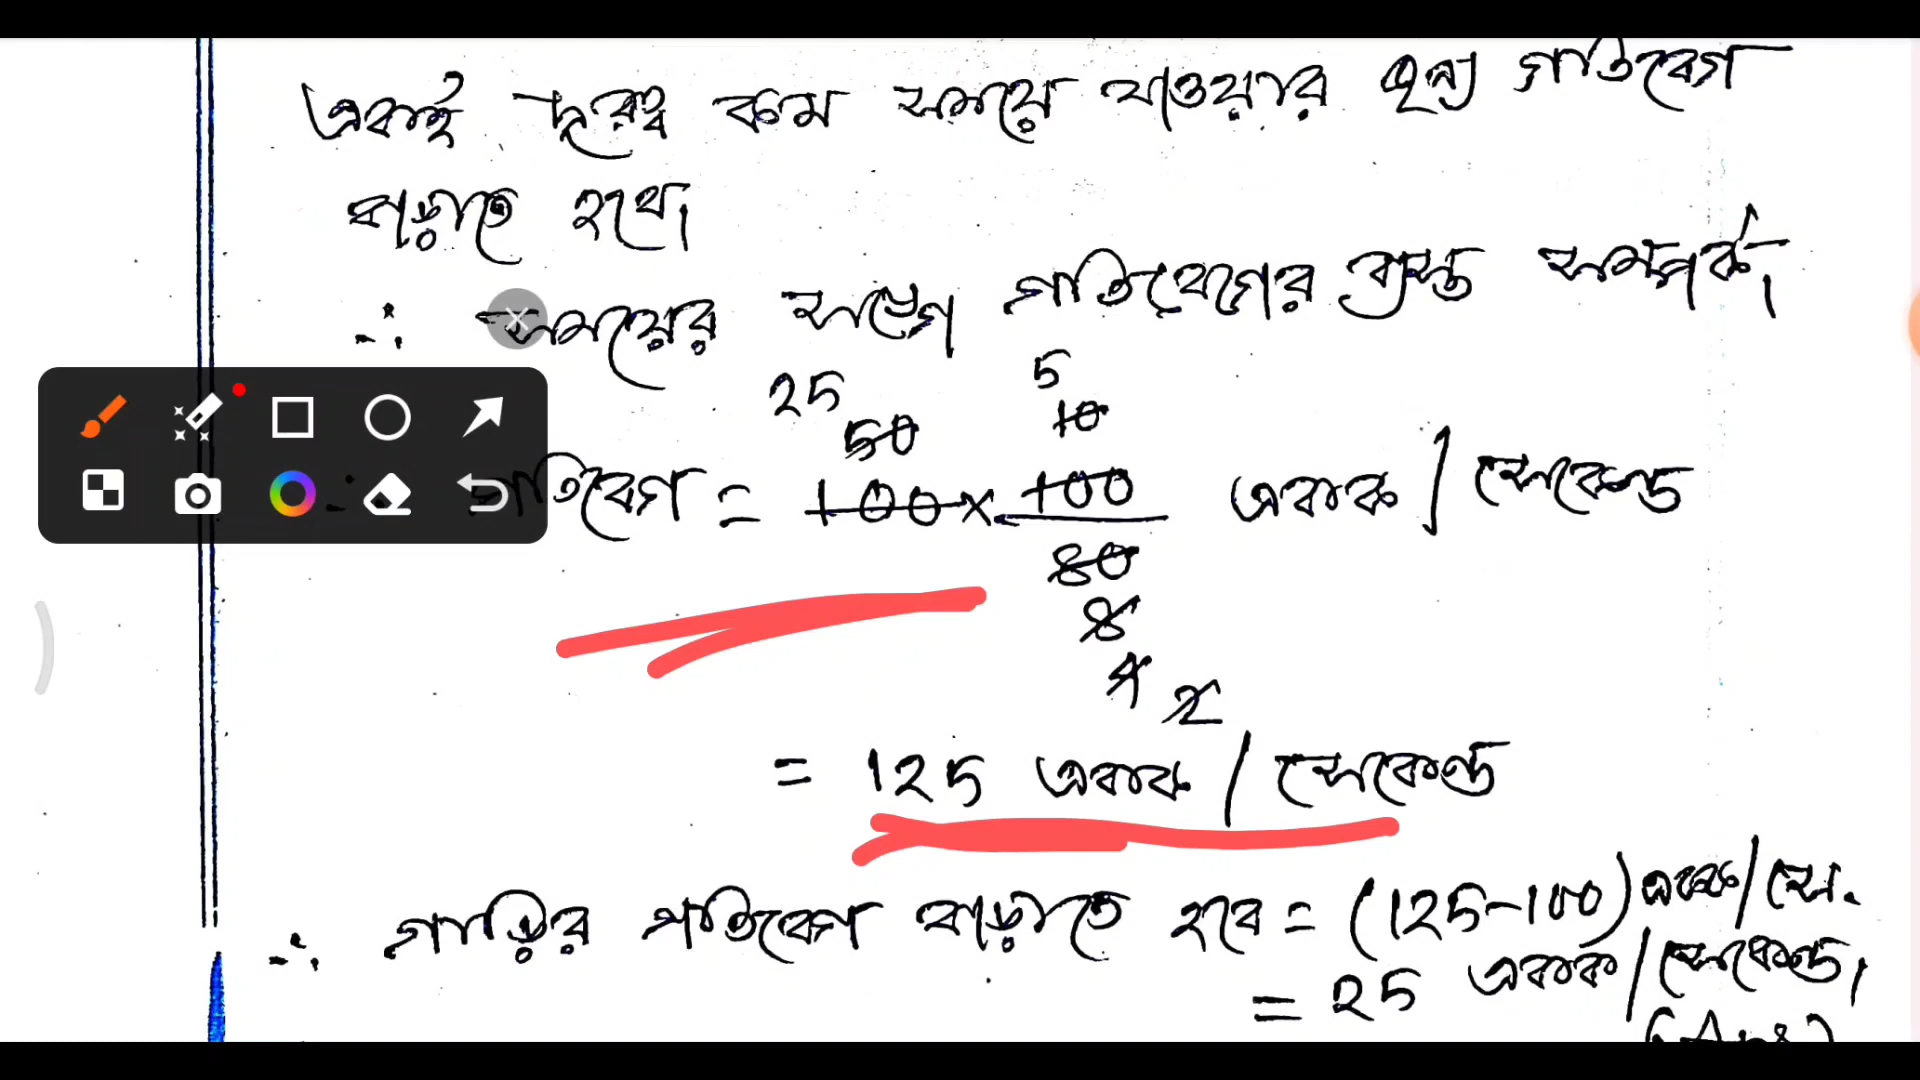 একই দূরত্ব কম সময়ে যাওয়ার জন্য গতিবেগ
বাড়াতে হবে।
∴ সময়ের সঙ্গে গতিবেগের ব্যস্ত সম্পর্ক।
25 5
50 10
গতিবেগ = 100 × 100 একক / সেকেন্ড
80
8
4 2
= 125 একক / সেকেন্ড
∴ গাড়ির গতিবেগ বাড়াতে হবে = (125-100) একক/সে.
= 25 একক/সেকেন্ড।
(Ans)